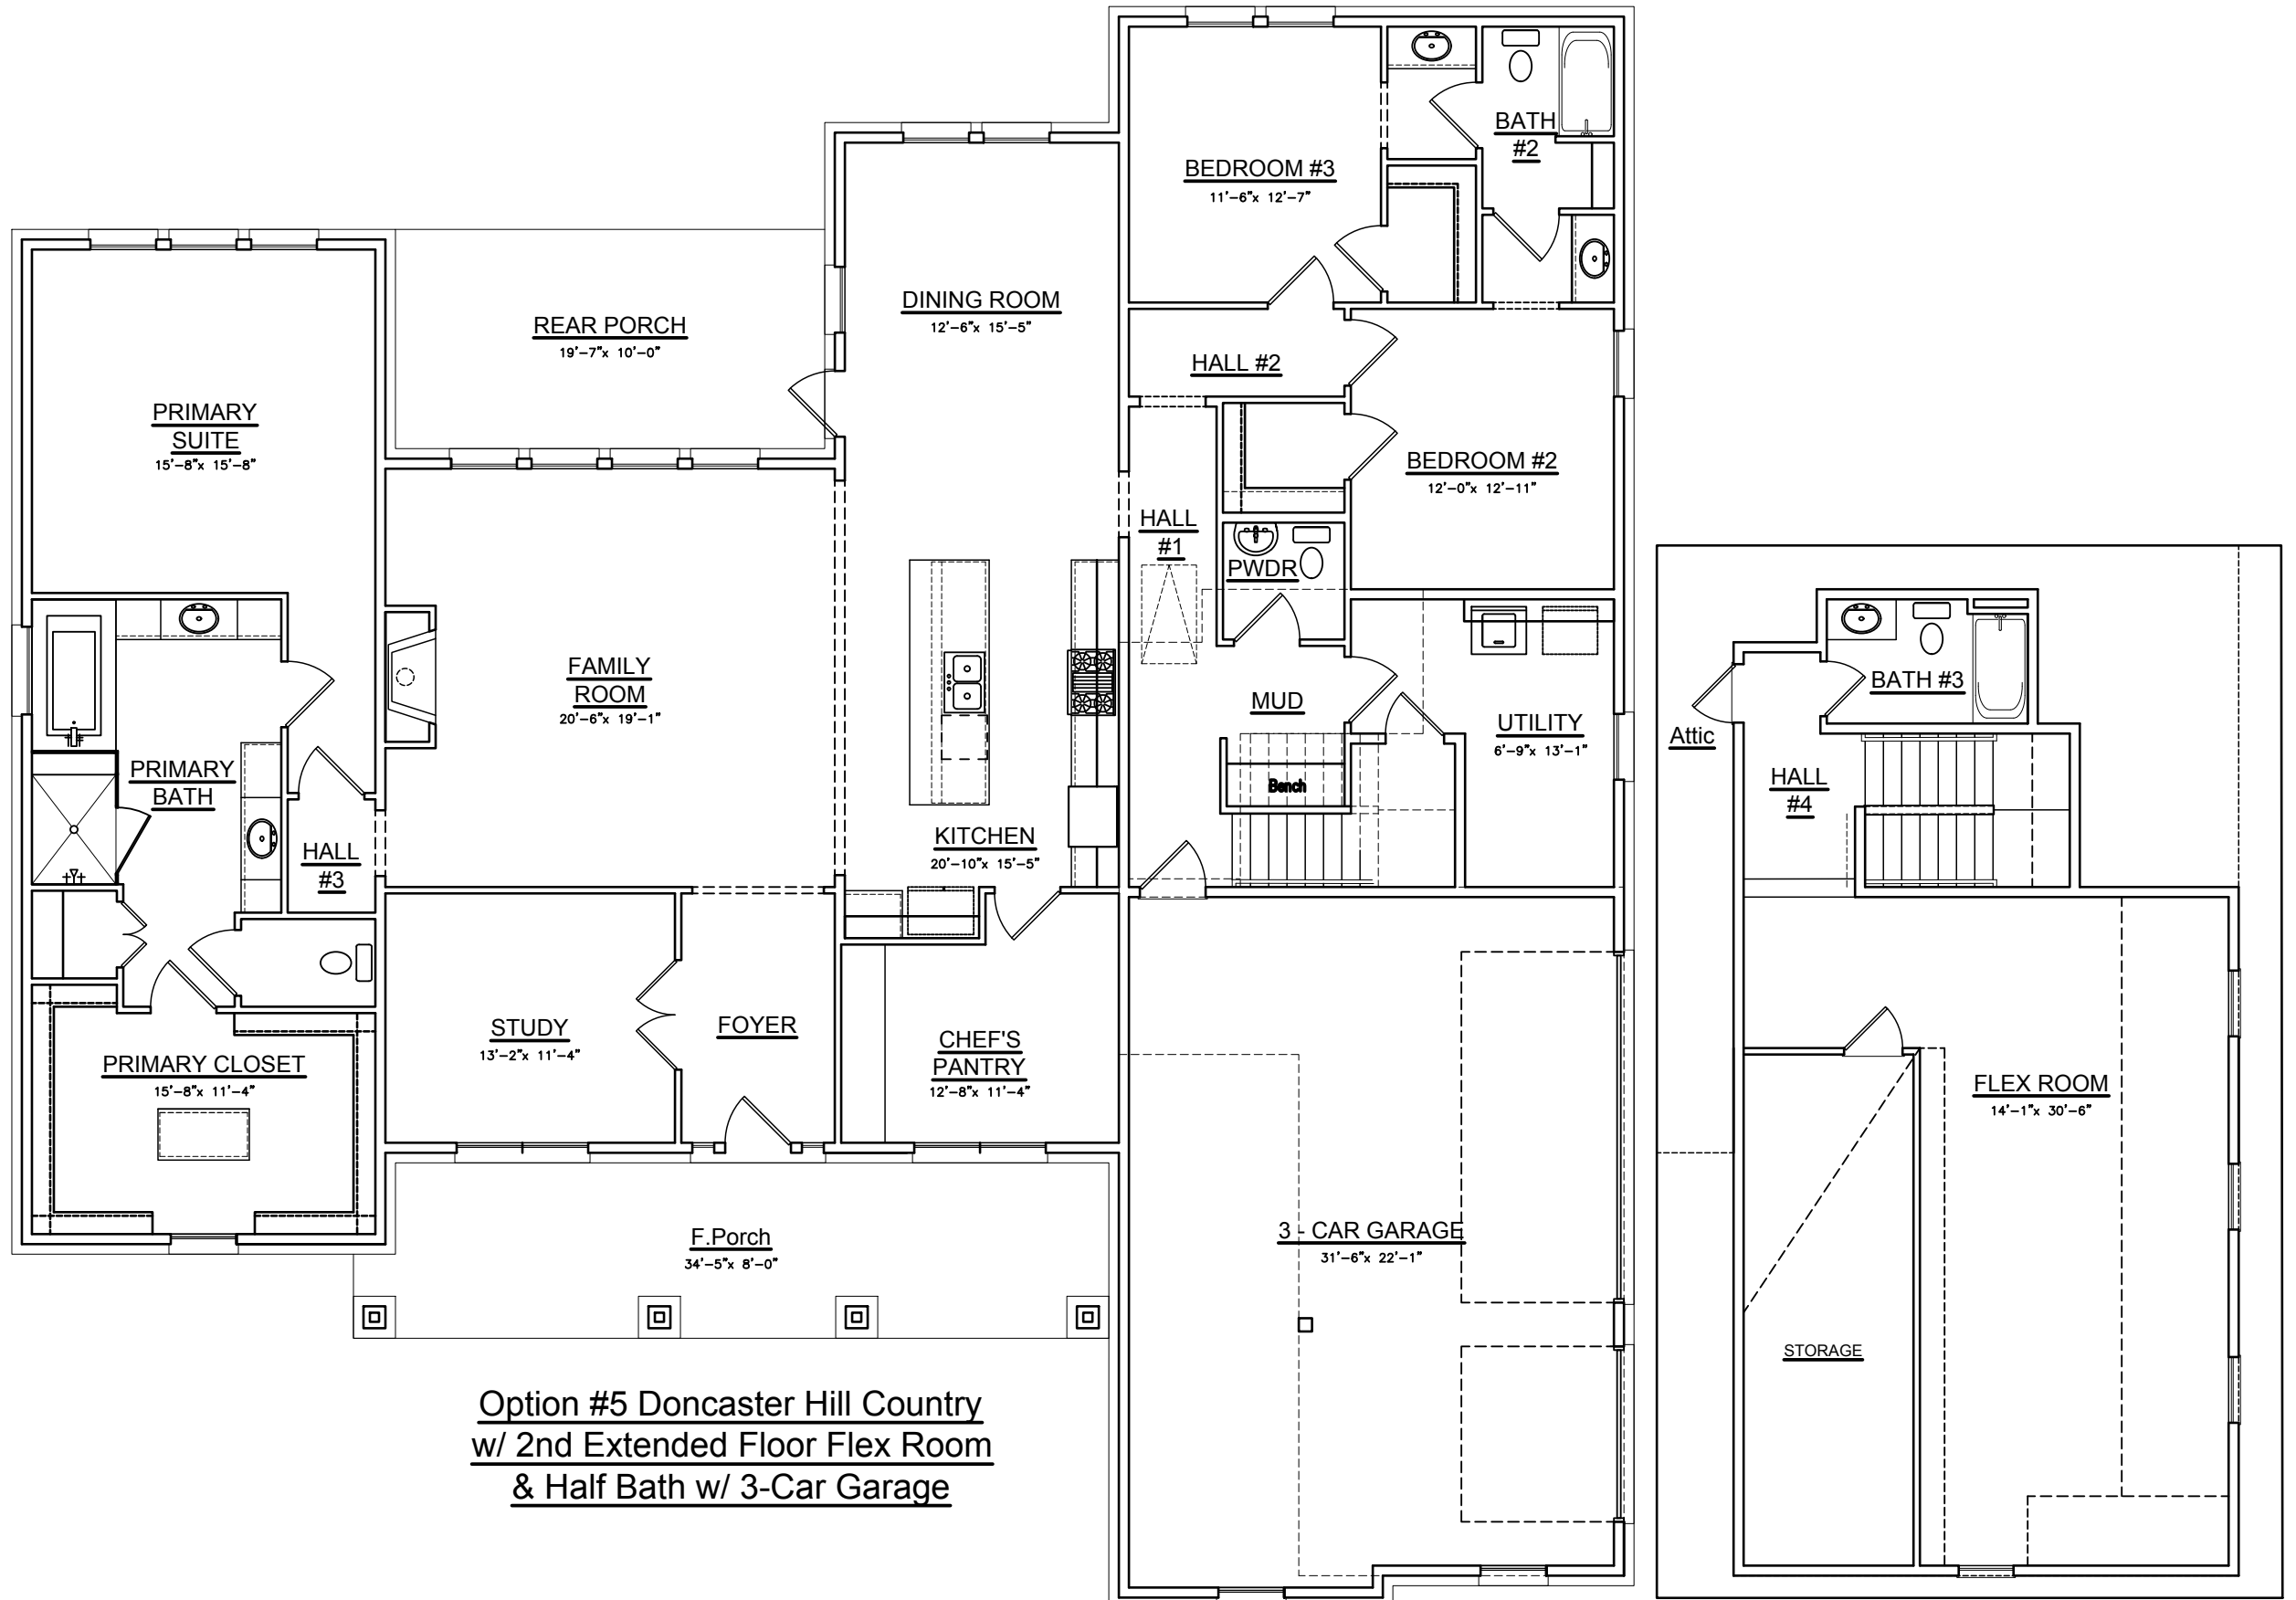 BEDROOM #3
11'-6"x 12'-7"
BATH
#2
DINING ROOM
12'-6"x 15'-5"
REAR PORCH
19'-7"x 10'-0"
HALL #2
PRIMARY
SUITE
15'-8"x 15'-8"
BEDROOM #2
12'-0"x 12'-11"
HALL
#1
PWDR
FAMILY
ROOM
20'-6"x 19'-1"
MUD
UTILITY
6'-9"x 13'-1"
Bench
PRIMARY
BATH
KITCHEN
20'-10"x 15'-5"
HALL
#3
BATH #3
Attic
HALL
#4
STUDY
13'-2"x 11'-4"
FOYER
CHEF'S
PANTRY
12'-8"x 11'-4"
PRIMARY CLOSET
15'-8"x 11'-4"
FLEX ROOM
14'-1"x 30'-6"
F.Porch
34'-5"x 8'-0"
3 - CAR GARAGE
31'-6"x 22'-1"
STORAGE
Option #5 Doncaster Hill Country
w/ 2nd Extended Floor Flex Room
& Half Bath w/ 3-Car Garage